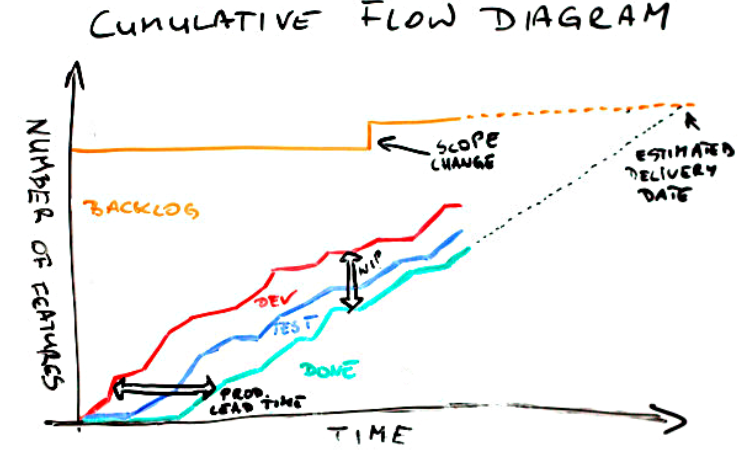 CUMULATIVE FLOW DIAGRAM
NUMBER OF FEATURES
SCOPE
CHANGE
ESTIMATED
DELIVERY
DATE
BACKLOG
WIP
DEV
TEST
DONE
PROD.
LEAD TIME
TIME